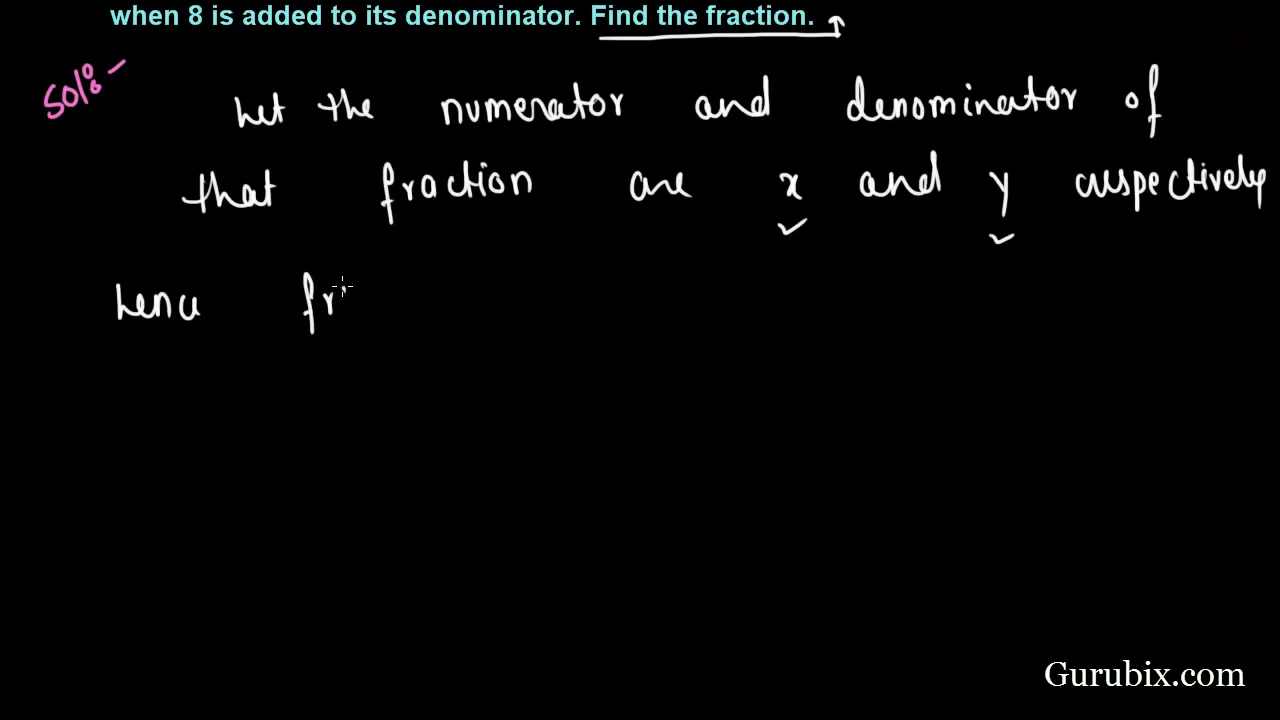 when 8 is added to its denominator. Find the fraction.
Sol:-
Let the numerator and denominator of
that fraction are x and y respectively
hence fr
Gurubix.com